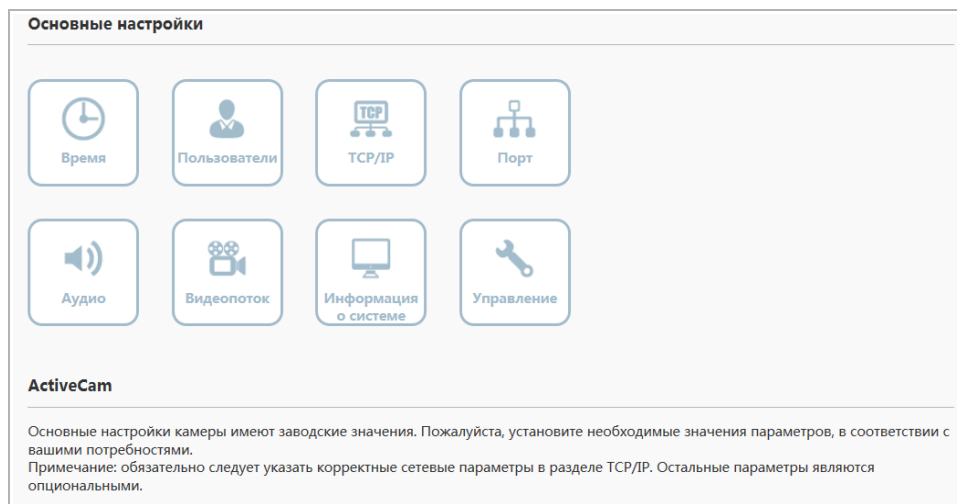 Основные настройки
Время
Пользователи
TCP
TCP/IP
Порт
Аудио
Видеопоток
Информация
о системе
Управление
ActiveCam
Основные настройки камеры имеют заводские значения. Пожалуйста, установите необходимые значения параметров, в соответствии с
вашими потребностями.
Примечание: обязательно следует указать корректные сетевые параметры в разделе TCP/IP. Остальные параметры являются
опциональными.